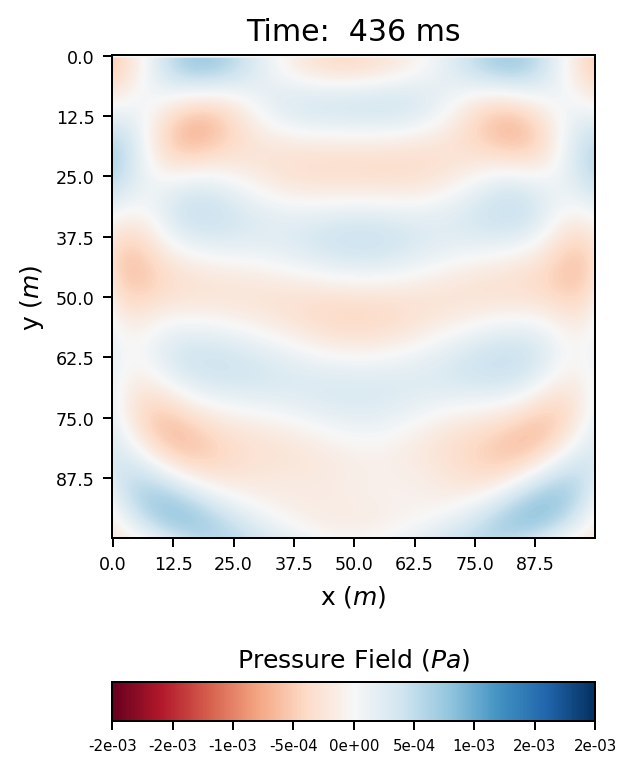 Time:  436 ms
0.0
12.5
25.0
37.5
50.0
62.5
75.0
87.5
y (m)
0.0 12.5 25.0 37.5 50.0 62.5 75.0 87.5
x (m)
Pressure Field (Pa)
-2e-03 -2e-03 -1e-03 -5e-04 0e+00 5e-04 1e-03 2e-03 2e-03